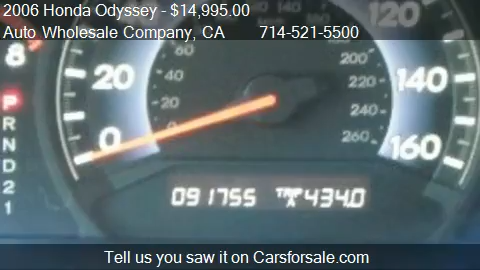 2006 Honda Odyssey - $14,995.00
Auto Wholesale Company, CA 714-521-5500
8
60
200
20
40
220
140
P
20
240
R
0
0
260
160
N
D
2
1
091755 TRIP A 434.0
Tell us you saw it on Carsforsale.com